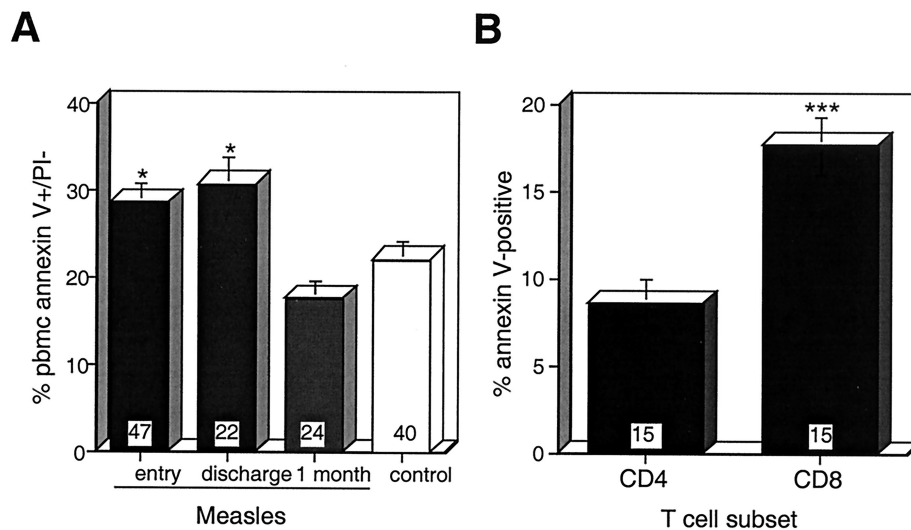 A
B
% pbmc annexin V+/PI-
40
30
20
10
0
*
*
47
22
24
40
entry
discharge
1 month
control
Measles
% annexin V-positive
20
15
10
5
0
***
15
15
CD4
CD8
T cell subset